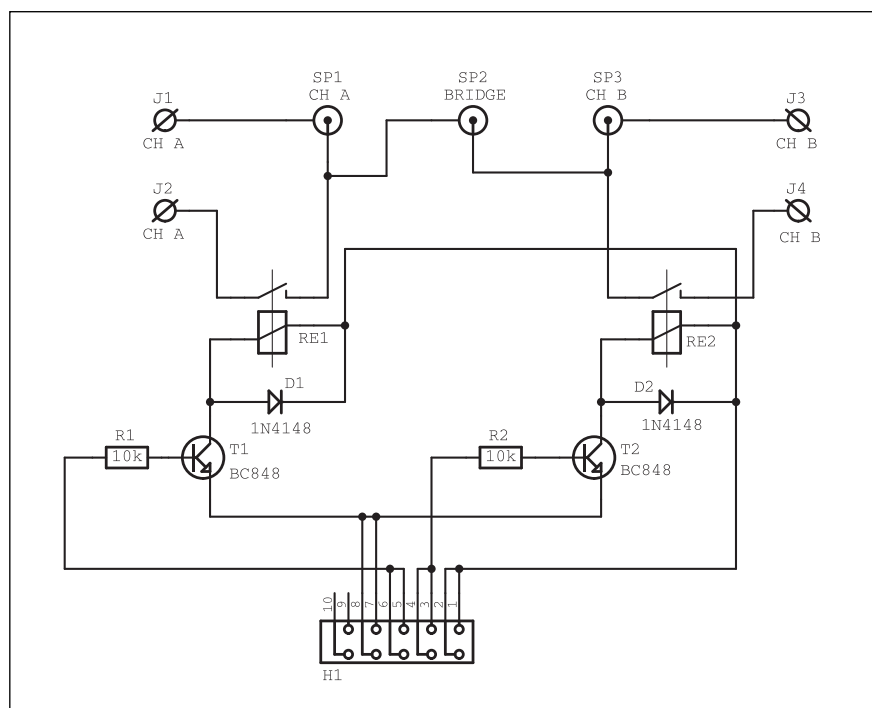 SP1
CH A
SP2
BRIDGE
SP3
CH B
J1
CH A
J3
CH B
J2
CH A
J4
CH B
RE1
RE2
D1
1N4148
D2
1N4148
R1
10k
T1
BC848
R2
10k
T2
BC848
10
9
8
7
6
5
4
3
2
1
H1